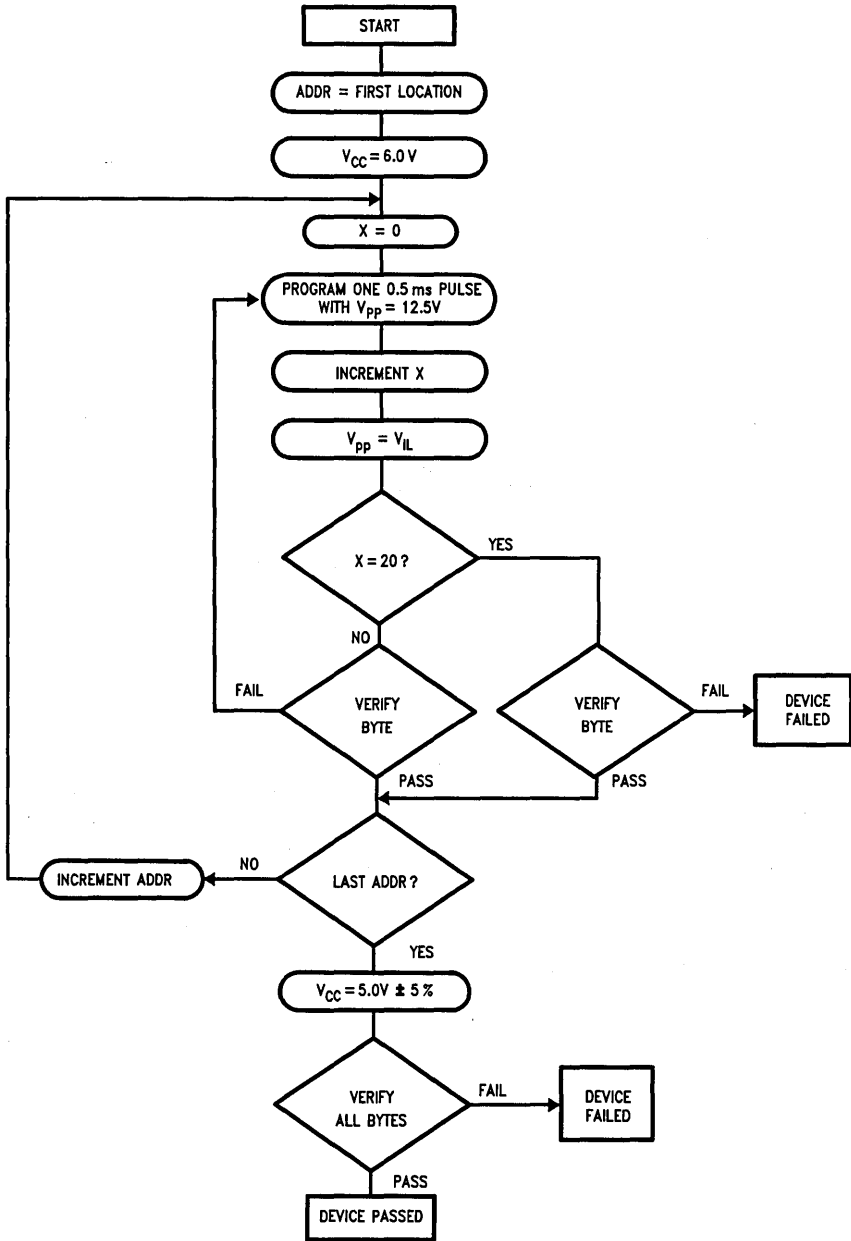 START
ADDR = FIRST LOCATION
VCC = 6.0 V
X = 0
PROGRAM ONE 0.5 ms PULSE
WITH Vpp = 12.5V
INCREMENT X
Vpp = VIL
X = 20 ?
YES
NO
FAIL
VERIFY
BYTE
VERIFY
BYTE
FAIL
DEVICE
FAILED
PASS
PASS
NO
INCREMENT ADDR
LAST ADDR ?
YES
VCC = 5.0V ± 5 %
VERIFY
ALL BYTES
FAIL
DEVICE
FAILED
PASS
DEVICE PASSED